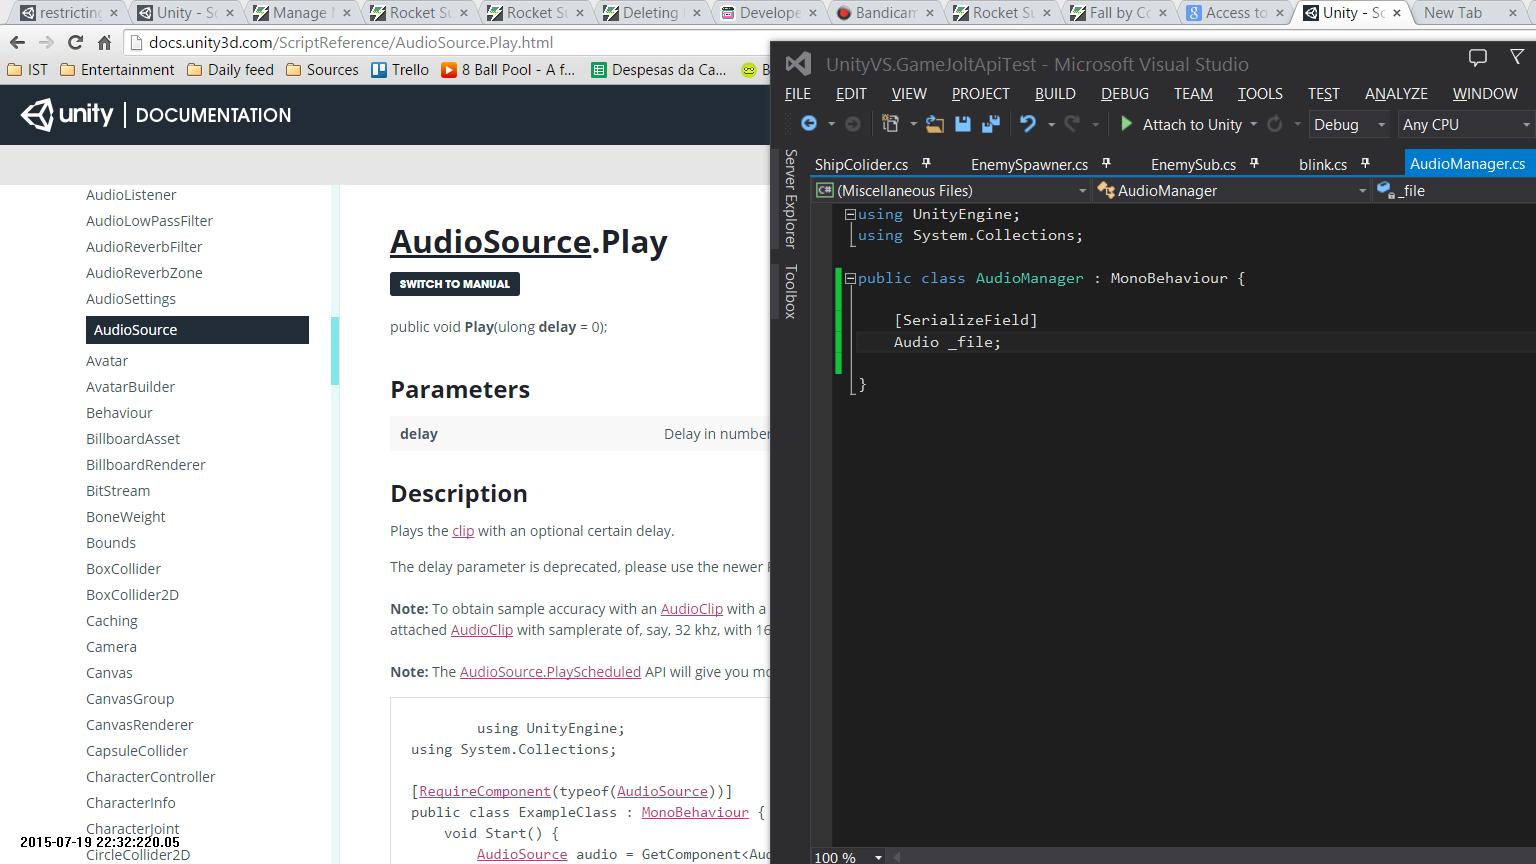 restricting
Unity - Sc
Manage
Rocket Su
Rocket Su
Deleting
Develope
Bandicam
Rocket Su
Fall by Co
Access to
Unity - Sc
New Tab
docs.unity3d.com/ScriptReference/AudioSource.Play.html
IST Entertainment Daily feed Sources Trello 8 Ball Pool - A f... Despesas da Ca... B
unity | DOCUMENTATION
AudioListener
AudioLowPassFilter
AudioReverbFilter
AudioReverbZone
AudioSettings
AudioSource
Avatar
AvatarBuilder
Behaviour
BillboardAsset
BillboardRenderer
BitStream
BoneWeight
Bounds
BoxCollider
BoxCollider2D
Caching
Camera
Canvas
CanvasGroup
CanvasRenderer
CapsuleCollider
CharacterController
CharacterInfo
CharacterJoint
CircleCollider2D
2015-07-19 22:32:220.05
AudioSource.Play
SWITCH TO MANUAL
public void Play(ulong delay = 0);
Parameters
delay Delay in number
Description
Plays the clip with an optional certain delay.
The delay parameter is deprecated, please use the newer
Note: To obtain sample accuracy with an AudioClip with a
attached AudioClip with samplerate of, say, 32 khz, with 16
Note: The AudioSource.PlayScheduled API will give you mo
using UnityEngine;
using System.Collections;
[RequireComponent(typeof(AudioSource))]
public class ExampleClass : MonoBehaviour {
void Start() {
AudioSource audio = GetComponent<Aud
UnityVS.GameJoltApiTest - Microsoft Visual Studio
FILE EDIT VIEW PROJECT BUILD DEBUG TEAM TOOLS TEST ANALYZE WINDOW
Attach to Unity Debug Any CPU
Server Explorer
Toolbox
ShipColider.cs EnemySpawner.cs EnemySub.cs blink.cs AudioManager.cs
C# (Miscellaneous Files) AudioManager _file
using UnityEngine;
using System.Collections;
public class AudioManager : MonoBehaviour {
[SerializeField]
Audio _file;
}
100 %